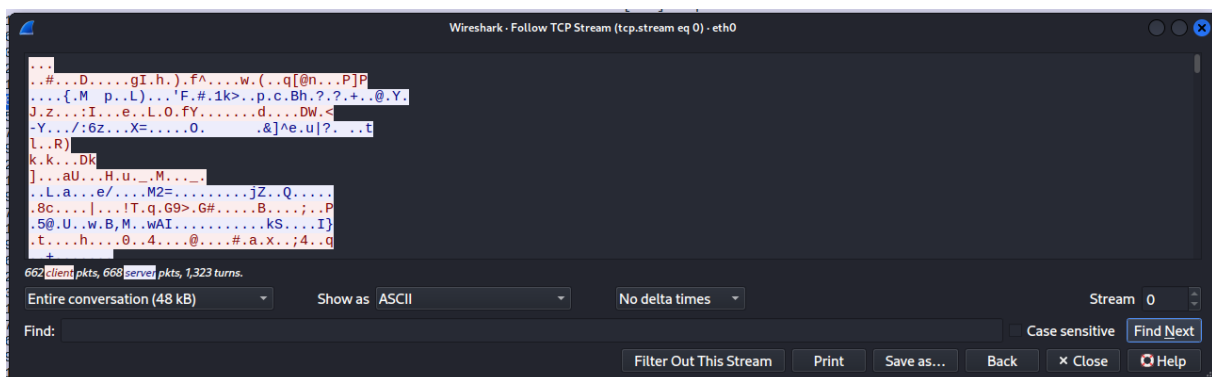 Wireshark · Follow TCP Stream (tcp.stream eq 0) · eth0
...
..#...D.....gI.h.).f^....w.(..q[@n...P]P
....{.M p..L)...'F.#.1k>..p.c.Bh.?.?.+..@.Y.
J.z...:I...e..L.O.fY.......d....DW.<
-Y.../:6z...X=.....0. .&]^e.u|?. ..t
l..R)
k.k...Dk
]...aU...H.u._.M..._.
..L.a...e/....M2=.........jZ..Q.....
.8c....|...!T.q.G9>.G#.....B....;..P
.5@.U..w.B,M..wAI...........kS....I}
.t....h....0..4....@....#.a.x..;4..q
662 client pkts, 668 server pkts, 1,323 turns.
Entire conversation (48 kB) Show as ASCII No delta times Stream 0
Find: Case sensitive Find Next
Filter Out This Stream Print Save as... Back × Close Help